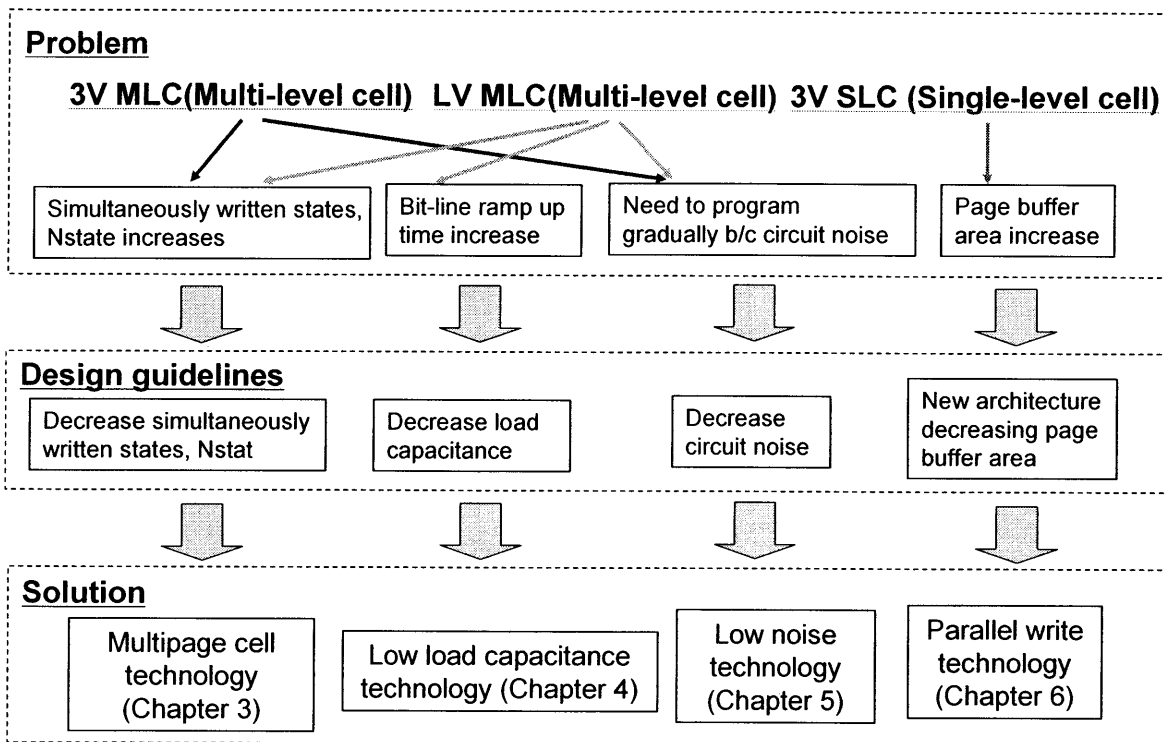 Problem
3V MLC(Multi-level cell) LV MLC(Multi-level cell) 3V SLC (Single-level cell)
Simultaneously written states,
Nstate increases
Bit-line ramp up
time increase
Need to program
gradually b/c circuit noise
Page buffer
area increase
Design guidelines
Decrease simultaneously
written states, Nstat
Decrease load
capacitance
Decrease
circuit noise
New architecture
decreasing page
buffer area
Solution
Multipage cell
technology
(Chapter 3)
Low load capacitance
technology (Chapter 4)
Low noise
technology
(Chapter 5)
Parallel write
technology
(Chapter 6)